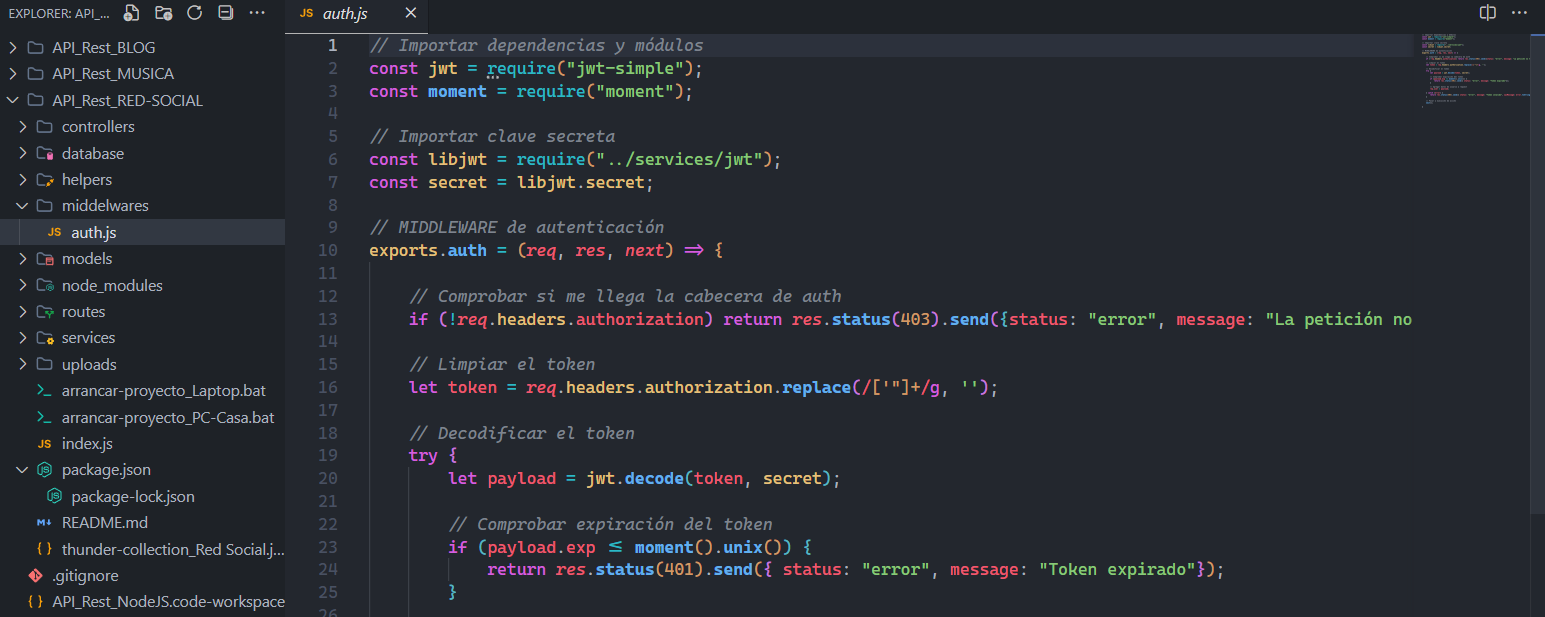 EXPLORER: API_...
API_Rest_BLOG
API_Rest_MUSICA
API_Rest_RED-SOCIAL
controllers
database
helpers
middelwares
JS auth.js
models
node_modules
routes
services
uploads
arrancar-proyecto_Laptop.bat
arrancar-proyecto_PC-Casa.bat
JS index.js
package.json
package-lock.json
README.md
{ } thunder-collection_Red Social.j...
.gitignore
{ } API_Rest_NodeJS.code-workspace
JS auth.js
1 // Importar dependencias y módulos
2 const jwt = require("jwt-simple");
3 const moment = require("moment");
4
5 // Importar clave secreta
6 const libjwt = require("../services/jwt");
7 const secret = libjwt.secret;
8
9 // MIDDLEWARE de autenticación
10 exports.auth = (req, res, next) => {
11
12 // Comprobar si me llega la cabecera de auth
13 if (!req.headers.authorization) return res.status(403).send({status: "error", message: "La petición no
14
15 // Limpiar el token
16 let token = req.headers.authorization.replace(/['"]+/g, '');
17
18 // Decodificar el token
19 try {
20 let payload = jwt.decode(token, secret);
21
22 // Comprobar expiración del token
23 if (payload.exp <= moment().unix()) {
24 return res.status(401).send({ status: "error", message: "Token expirado"});
25 }
26